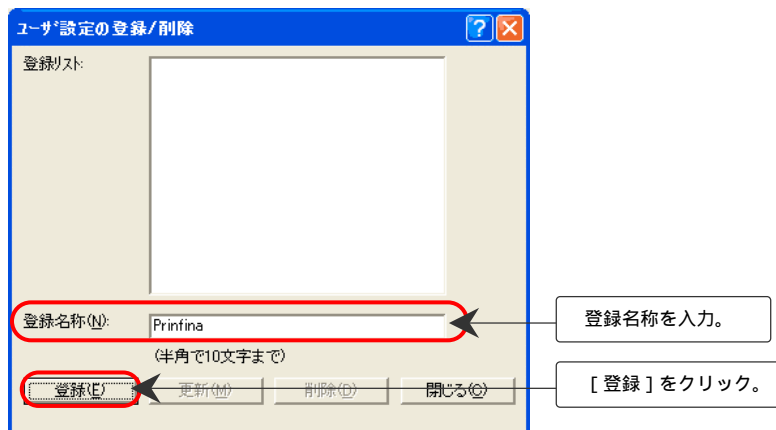 ﾕｰｻﾞ設定の登録/削除
登録ﾘｽﾄ:
登録名称(N):
Prinfina
登録名称を入力。
(半角で10文字まで)
登録(E)
更新(M)
削除(D)
閉じる(C)
[ 登録 ] をクリック。